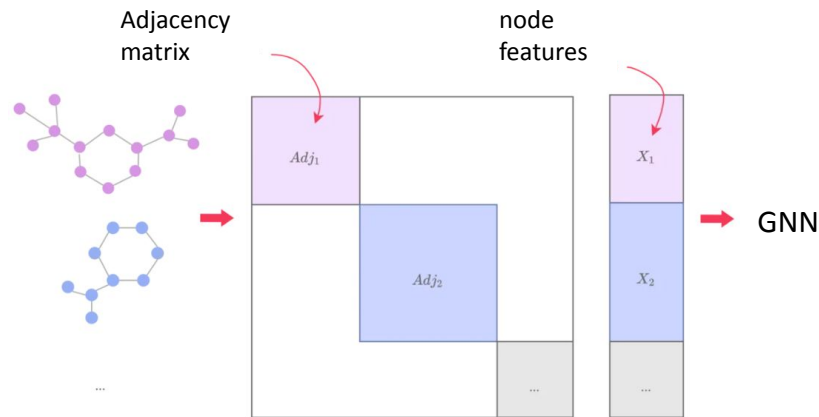 Adjacency
matrix
node
features
Adj₁
X₁
GNN
Adj₂
X₂
...
...
...